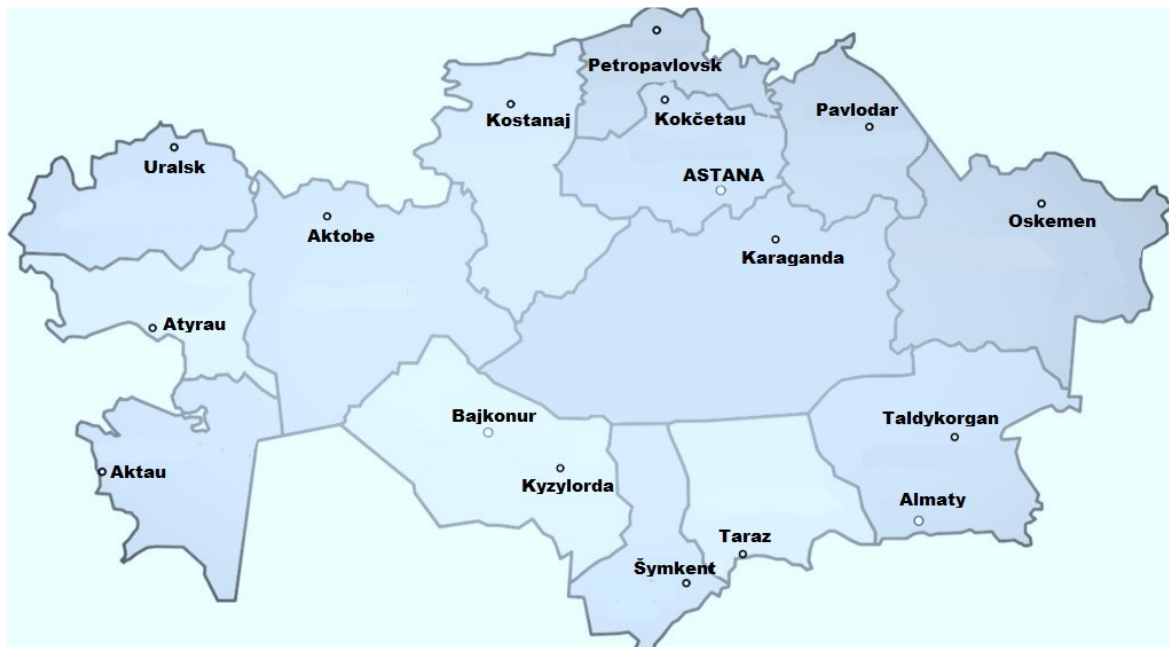 Petropavlovsk
Kostanaj
Kokčetau
Pavlodar
Uralsk
ASTANA
Oskemen
Aktobe
Karaganda
Atyrau
Bajkonur
Taldykorgan
Aktau
Kyzylorda
Almaty
Taraz
Šymkent